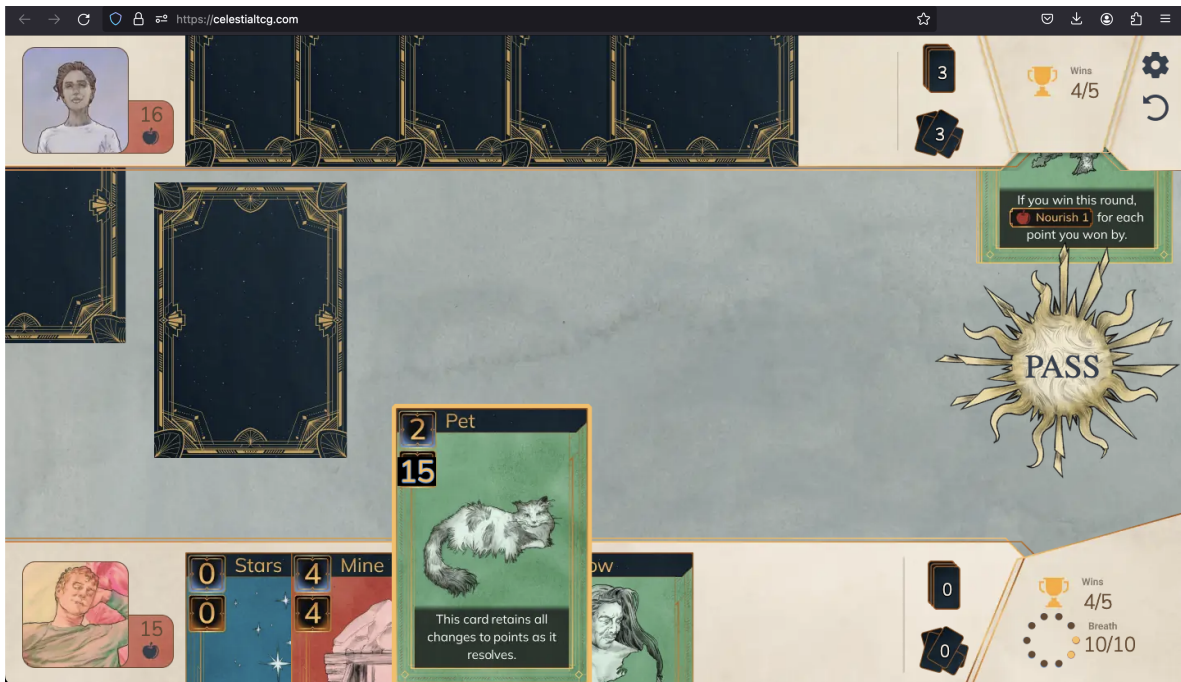 https://celestialtcg.com
16
3
3
Wins
4/5
If you win this round,
Nourish 1 for each
point you won by.
PASS
2 Pet
15
This card retains all
changes to points as it
resolves.
0 Stars
0
4 Mine
4
ow
15
0
0
Wins
4/5
Breath
10/10